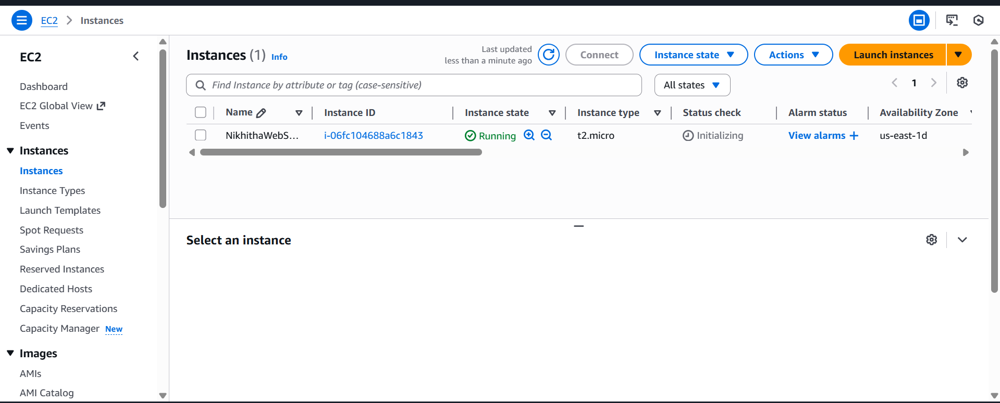 EC2 > Instances
EC2
Dashboard
EC2 Global View
Events
Instances
Instances
Instance Types
Launch Templates
Spot Requests
Savings Plans
Reserved Instances
Dedicated Hosts
Capacity Reservations
Capacity Manager New
Images
AMIs
AMI Catalog
Instances (1) Info
Last updated
less than a minute ago
Connect
Instance state
Actions
Launch instances
Find Instance by attribute or tag (case-sensitive)
All states
1
Name Instance ID Instance state Instance type Status check Alarm status Availability Zone
NikhithaWebS... i-06fc104688a6c1843 Running t2.micro Initializing View alarms + us-east-1d
Select an instance